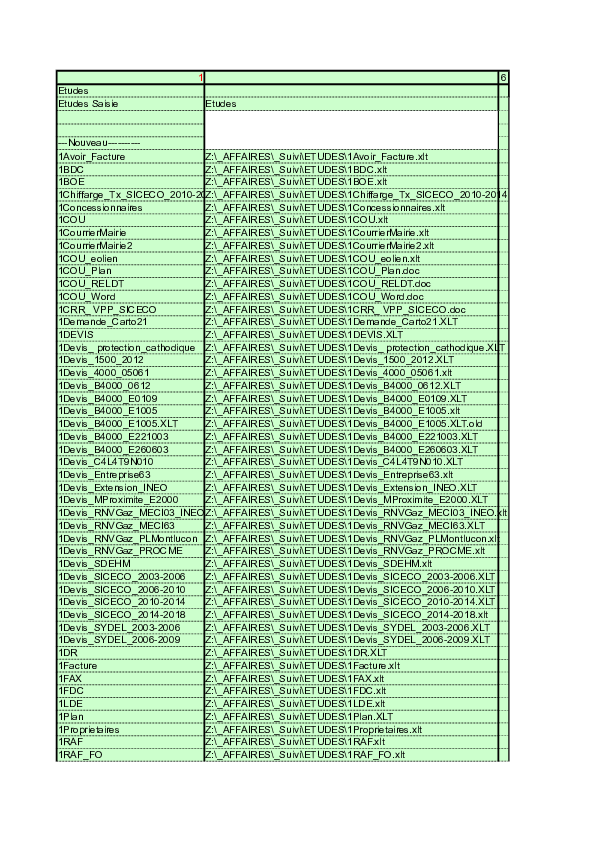 1 6
Etudes
Etudes Saisie Etudes
---Nouveau----------
1Avoir_Facture Z:\_AFFAIRES\_Suivi\ETUDES\1Avoir_Facture.xlt
1BDC Z:\_AFFAIRES\_Suivi\ETUDES\1BDC.xlt
1BOE Z:\_AFFAIRES\_Suivi\ETUDES\1BOE.xlt
1Chiffarge_Tx_SICECO_2010-20 Z:\_AFFAIRES\_Suivi\ETUDES\1Chiffarge_Tx_SICECO_2010-2014
1Concessionnaires Z:\_AFFAIRES\_Suivi\ETUDES\1Concessionnaires.xlt
1COU Z:\_AFFAIRES\_Suivi\ETUDES\1COU.xlt
1CourrierMairie Z:\_AFFAIRES\_Suivi\ETUDES\1CourrierMairie.xlt
1CourrierMairie2 Z:\_AFFAIRES\_Suivi\ETUDES\1CourrierMairie2.xlt
1COU_eolien Z:\_AFFAIRES\_Suivi\ETUDES\1COU_eolien.xlt
1COU_Plan Z:\_AFFAIRES\_Suivi\ETUDES\1COU_Plan.doc
1COU_RELDT Z:\_AFFAIRES\_Suivi\ETUDES\1COU_RELDT.doc
1COU_Word Z:\_AFFAIRES\_Suivi\ETUDES\1COU_Word.doc
1CRR_VPP_SICECO Z:\_AFFAIRES\_Suivi\ETUDES\1CRR_VPP_SICECO.doc
1Demande_Carto21 Z:\_AFFAIRES\_Suivi\ETUDES\1Demande_Carto21.XLT
1DEVIS Z:\_AFFAIRES\_Suivi\ETUDES\1DEVIS.XLT
1Devis_ protection_cathodique Z:\_AFFAIRES\_Suivi\ETUDES\1Devis_ protection_cathodique.XLT
1Devis_1500_2012 Z:\_AFFAIRES\_Suivi\ETUDES\1Devis_1500_2012.XLT
1Devis_4000_05061 Z:\_AFFAIRES\_Suivi\ETUDES\1Devis_4000_05061.xlt
1Devis_B4000_0612 Z:\_AFFAIRES\_Suivi\ETUDES\1Devis_B4000_0612.XLT
1Devis_B4000_E0109 Z:\_AFFAIRES\_Suivi\ETUDES\1Devis_B4000_E0109.XLT
1Devis_B4000_E1005 Z:\_AFFAIRES\_Suivi\ETUDES\1Devis_B4000_E1005.xlt
1Devis_B4000_E1005.XLT Z:\_AFFAIRES\_Suivi\ETUDES\1Devis_B4000_E1005.XLT.old
1Devis_B4000_E221003 Z:\_AFFAIRES\_Suivi\ETUDES\1Devis_B4000_E221003.XLT
1Devis_B4000_E260603 Z:\_AFFAIRES\_Suivi\ETUDES\1Devis_B4000_E260603.XLT
1Devis_C4L4T9N010 Z:\_AFFAIRES\_Suivi\ETUDES\1Devis_C4L4T9N010.XLT
1Devis_Entreprise63 Z:\_AFFAIRES\_Suivi\ETUDES\1Devis_Entreprise63.xlt
1Devis_Extension_INEO Z:\_AFFAIRES\_Suivi\ETUDES\1Devis_Extension_INEO.XLT
1Devis_MProximite_E2000 Z:\_AFFAIRES\_Suivi\ETUDES\1Devis_MProximite_E2000.XLT
1Devis_RNVGaz_MECI03_INEO Z:\_AFFAIRES\_Suivi\ETUDES\1Devis_RNVGaz_MECI03_INEO.xlt
1Devis_RNVGaz_MECI63 Z:\_AFFAIRES\_Suivi\ETUDES\1Devis_RNVGaz_MECI63.XLT
1Devis_RNVGaz_PLMontlucon Z:\_AFFAIRES\_Suivi\ETUDES\1Devis_RNVGaz_PLMontlucon.xlt
1Devis_RNVGaz_PROCME Z:\_AFFAIRES\_Suivi\ETUDES\1Devis_RNVGaz_PROCME.xlt
1Devis_SDEHM Z:\_AFFAIRES\_Suivi\ETUDES\1Devis_SDEHM.xlt
1Devis_SICECO_2003-2006 Z:\_AFFAIRES\_Suivi\ETUDES\1Devis_SICECO_2003-2006.XLT
1Devis_SICECO_2006-2010 Z:\_AFFAIRES\_Suivi\ETUDES\1Devis_SICECO_2006-2010.XLT
1Devis_SICECO_2010-2014 Z:\_AFFAIRES\_Suivi\ETUDES\1Devis_SICECO_2010-2014.XLT
1Devis_SICECO_2014-2018 Z:\_AFFAIRES\_Suivi\ETUDES\1Devis_SICECO_2014-2018.xlt
1Devis_SYDEL_2003-2006 Z:\_AFFAIRES\_Suivi\ETUDES\1Devis_SYDEL_2003-2006.XLT
1Devis_SYDEL_2006-2009 Z:\_AFFAIRES\_Suivi\ETUDES\1Devis_SYDEL_2006-2009.XLT
1DR Z:\_AFFAIRES\_Suivi\ETUDES\1DR.XLT
1Facture Z:\_AFFAIRES\_Suivi\ETUDES\1Facture.xlt
1FAX Z:\_AFFAIRES\_Suivi\ETUDES\1FAX.xlt
1FDC Z:\_AFFAIRES\_Suivi\ETUDES\1FDC.xlt
1LDE Z:\_AFFAIRES\_Suivi\ETUDES\1LDE.xlt
1Plan Z:\_AFFAIRES\_Suivi\ETUDES\1Plan.XLT
1Proprietaires Z:\_AFFAIRES\_Suivi\ETUDES\1Proprietaires.xlt
1RAF Z:\_AFFAIRES\_Suivi\ETUDES\1RAF.xlt
1RAF_FO Z:\_AFFAIRES\_Suivi\ETUDES\1RAF_FO.xlt